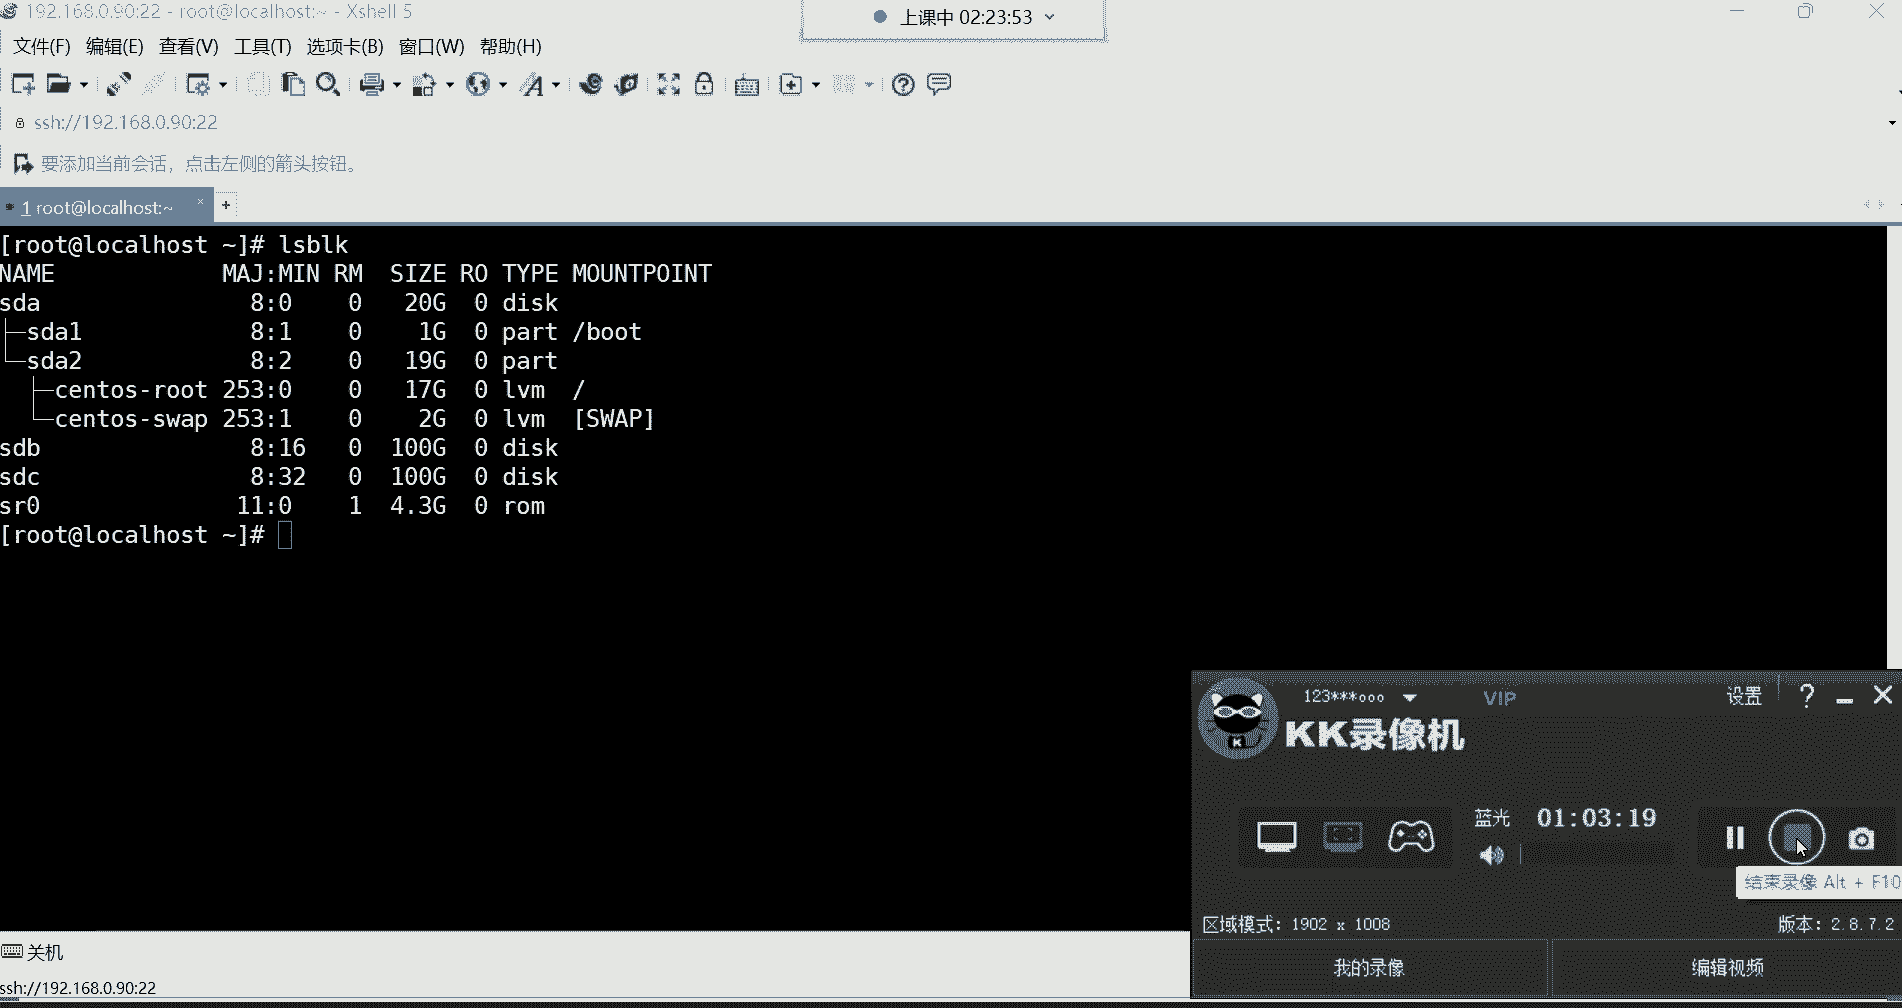 192.168.0.90:22 - root@localhost:~ - Xshell 5
上课中 02:23:53
文件(F) 编辑(E) 查看(V) 工具(T) 选项卡(B) 窗口(W) 帮助(H)
ssh://192.168.0.90:22
要添加当前会话，点击左侧的箭头按钮。
1 root@localhost:~ × +
[root@localhost ~]# lsblk
NAME MAJ:MIN RM SIZE RO TYPE MOUNTPOINT
sda 8:0 0 20G 0 disk
├─sda1 8:1 0 1G 0 part /boot
└─sda2 8:2 0 19G 0 part
├─centos-root 253:0 0 17G 0 lvm /
└─centos-swap 253:1 0 2G 0 lvm [SWAP]
sdb 8:16 0 100G 0 disk
sdc 8:32 0 100G 0 disk
sr0 11:0 1 4.3G 0 rom
[root@localhost ~]#
123***ooo VIP 设置 ?
KK录像机
蓝光 01:03:19
结束录像 Alt + F10
区域模式: 1902 x 1008 版本: 2.8.7.2
我的录像 编辑视频
关机
ssh://192.168.0.90:22